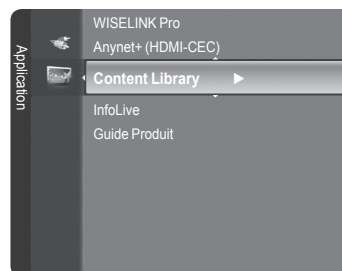 Application
WISELINK Pro
Anynet+ (HDMI-CEC)
Content Library ►
InfoLive
Guide Produit